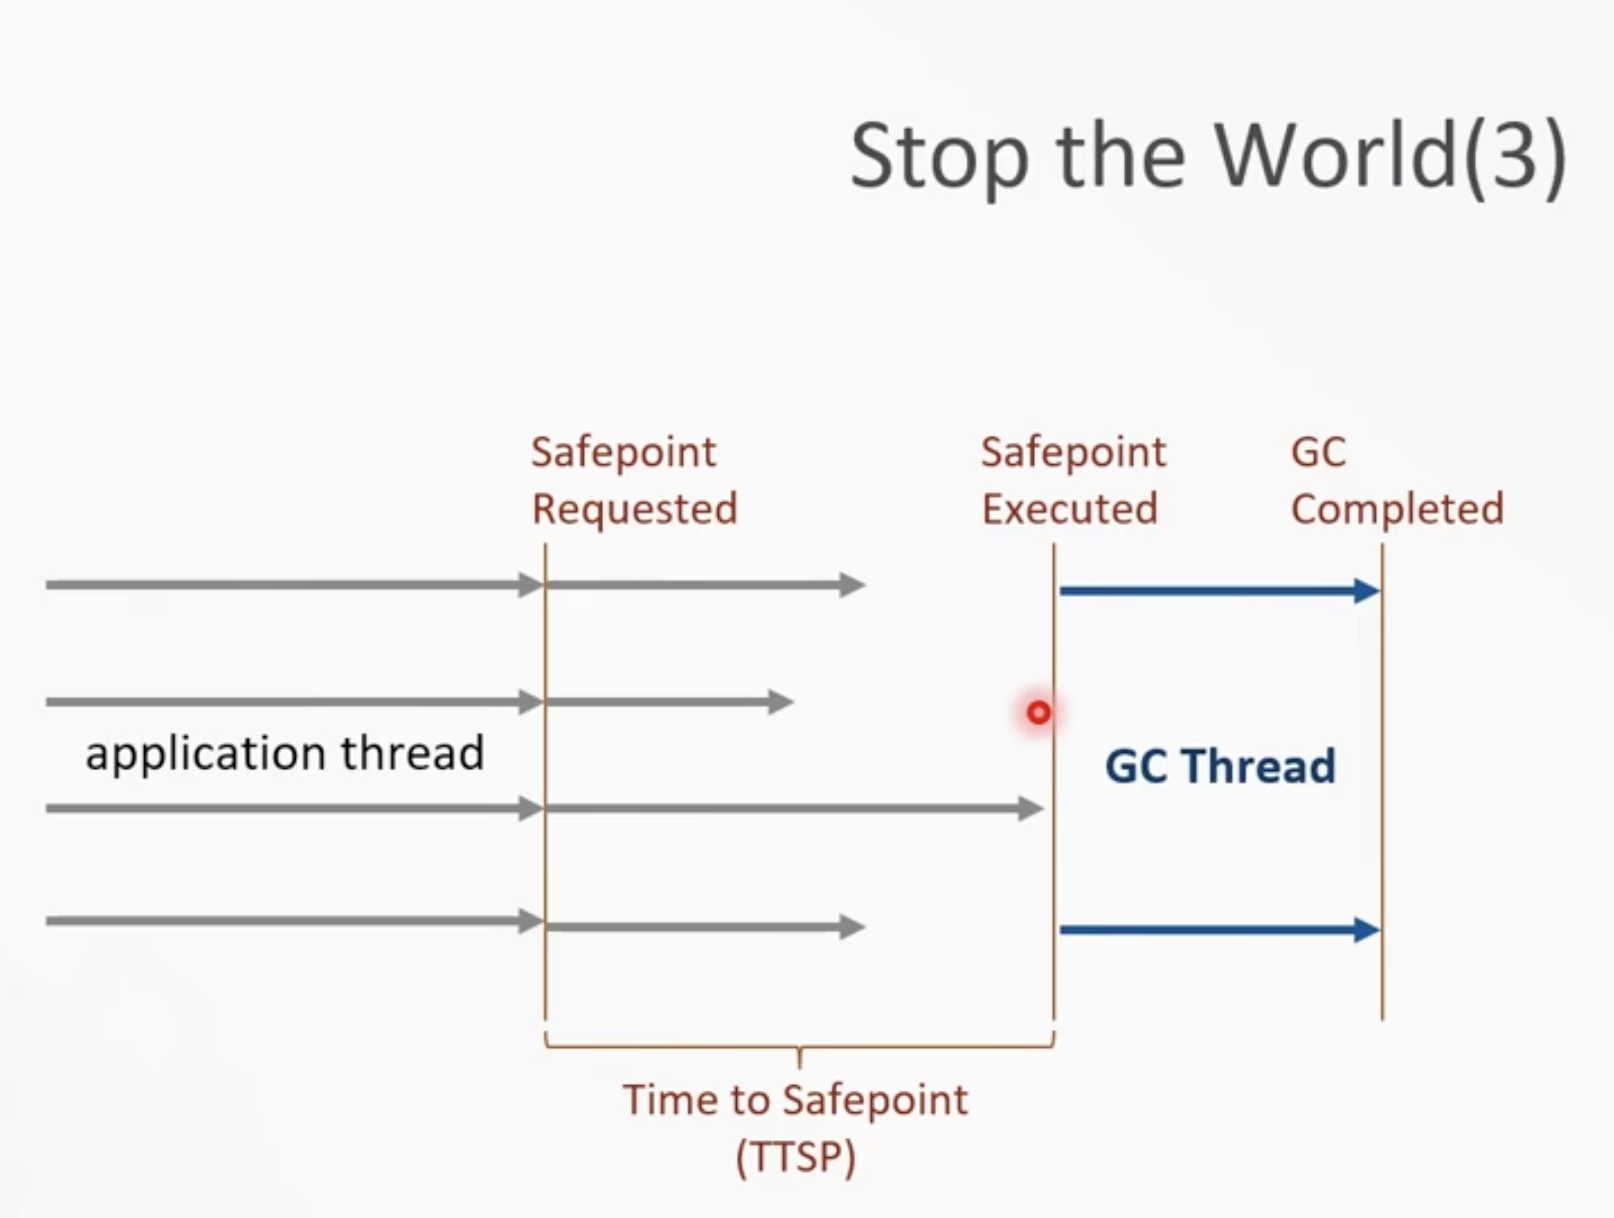 Stop the World(3)
Safepoint
Requested
Safepoint
Executed
GC
Completed
application thread
GC Thread
Time to Safepoint
(TTSP)